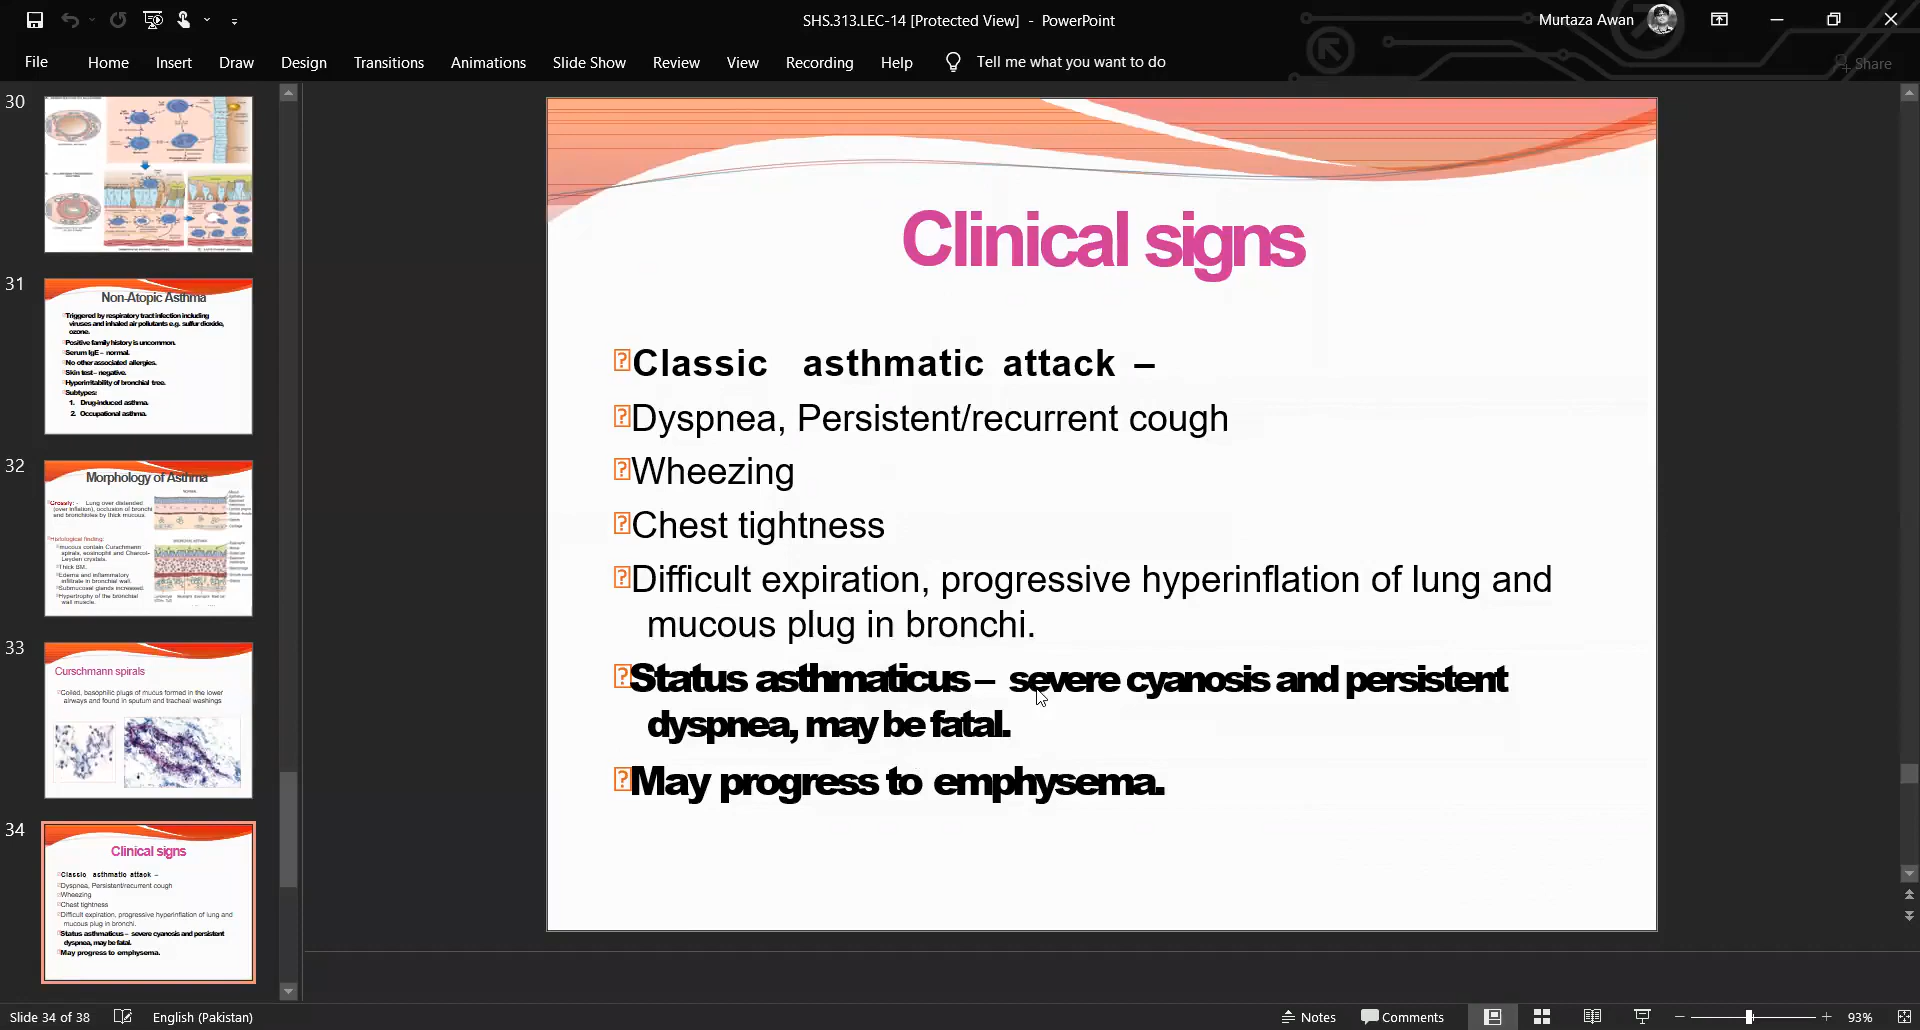 SHS.313.LEC-14 [Protected View] - PowerPoint
Murtaza Awan
File Home Insert Draw Design Transitions Animations Slide Show Review View Recording Help Tell me what you want to do
Share
30
31
Non-Atopic Asthma
Triggered by respiratory tract infection including
viruses and inhaled air pollutants e.g. sulfur dioxide,
ozone.
Positive family history is uncommon.
Serum IgE – normal.
No other associated allergies.
Skin test – negative.
Hyperirritability of bronchial tree.
Subtypes:
1. Drug-induced asthma.
2. Occupational asthma.
32
Morphology of Asthma
Grossly: - Lung over distended
(over inflation), occlusion of bronchi
and bronchioles by thick mucous.
Histological finding:
mucous contain Curschmann
spirals, eosinophil and Charcot-
Leyden crystals.
Thick BM.
Edema and inflammatory
infiltrate in bronchial wall.
Submucosal glands increased.
Hypertrophy of the bronchial
wall muscle.
33
Curschmann spirals
Coiled, basophilic plugs of mucus formed in the lower
airways and found in sputum and tracheal washings
34
Clinical signs
Classic asthmatic attack –
Dyspnea, Persistent/recurrent cough
Wheezing
Chest tightness
Difficult expiration, progressive hyperinflation of lung and
mucous plug in bronchi.
Status asthmaticus – severe cyanosis and persistent
dyspnea, may be fatal.
May progress to emphysema.
Clinical signs
Classic asthmatic attack –
Dyspnea, Persistent/recurrent cough
Wheezing
Chest tightness
Difficult expiration, progressive hyperinflation of lung and
mucous plug in bronchi.
Status asthmaticus – severe cyanosis and persistent
dyspnea, may be fatal.
May progress to emphysema.
Slide 34 of 38 English (Pakistan) Notes Comments 93%